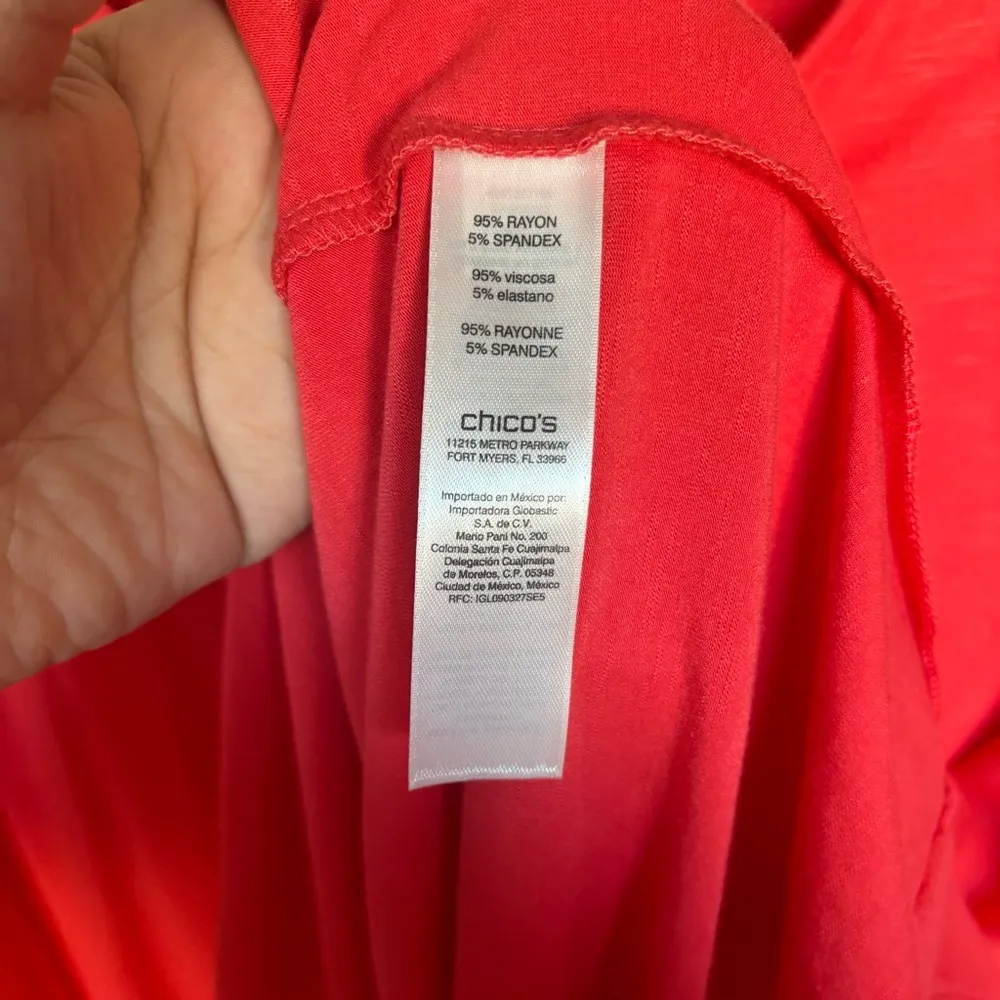 95% RAYON
5% SPANDEX
95% viscosa
5% elastano
95% RAYONNE
5% SPANDEX
chico's
11215 METRO PARKWAY
FORT MYERS, FL 33966
Importado en México por:
Importadora Globastic
S.A. de C.V.
Mario Pani No. 200
Colonia Santa Fe Cuajimalpa
Delegación Cuajimalpa
de Morelos, C.P. 05348
Ciudad de México, México
RFC: IGL090327SE5